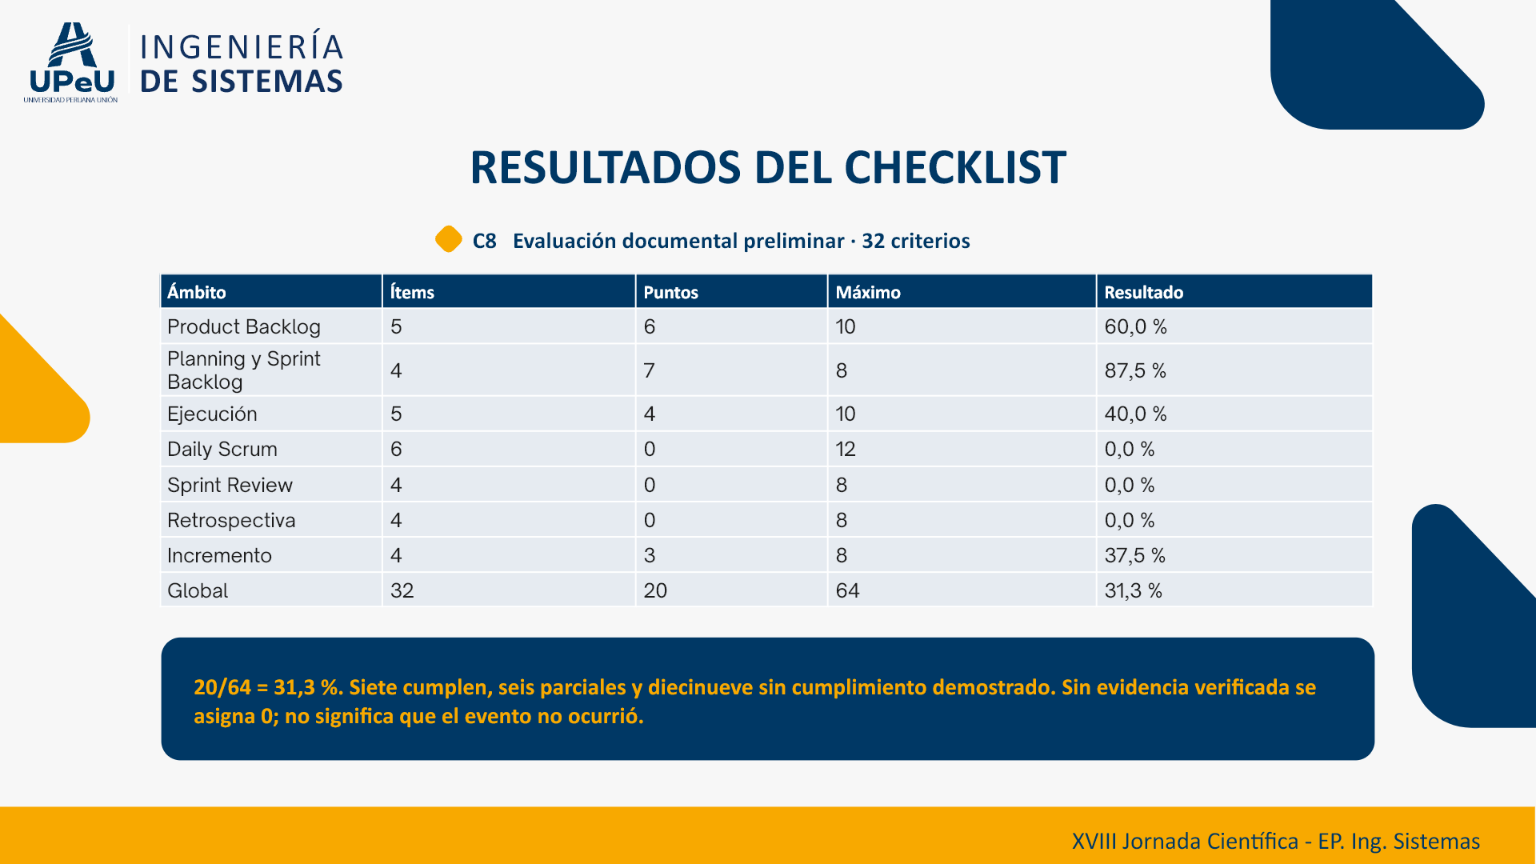 UPeU
UNIVERSIDAD PERUANA UNIÓN
INGENIERÍA
DE SISTEMAS
RESULTADOS DEL CHECKLIST
C8 Evaluación documental preliminar · 32 criterios
Ámbito Ítems Puntos Máximo Resultado
Product Backlog 5 6 10 60,0 %
Planning y Sprint
Backlog 4 7 8 87,5 %
Ejecución 5 4 10 40,0 %
Daily Scrum 6 0 12 0,0 %
Sprint Review 4 0 8 0,0 %
Retrospectiva 4 0 8 0,0 %
Incremento 4 3 8 37,5 %
Global 32 20 64 31,3 %
20/64 = 31,3 %. Siete cumplen, seis parciales y diecinueve sin cumplimiento demostrado. Sin evidencia verificada se
asigna 0; no significa que el evento no ocurrió.
XVIII Jornada Científica - EP. Ing. Sistemas